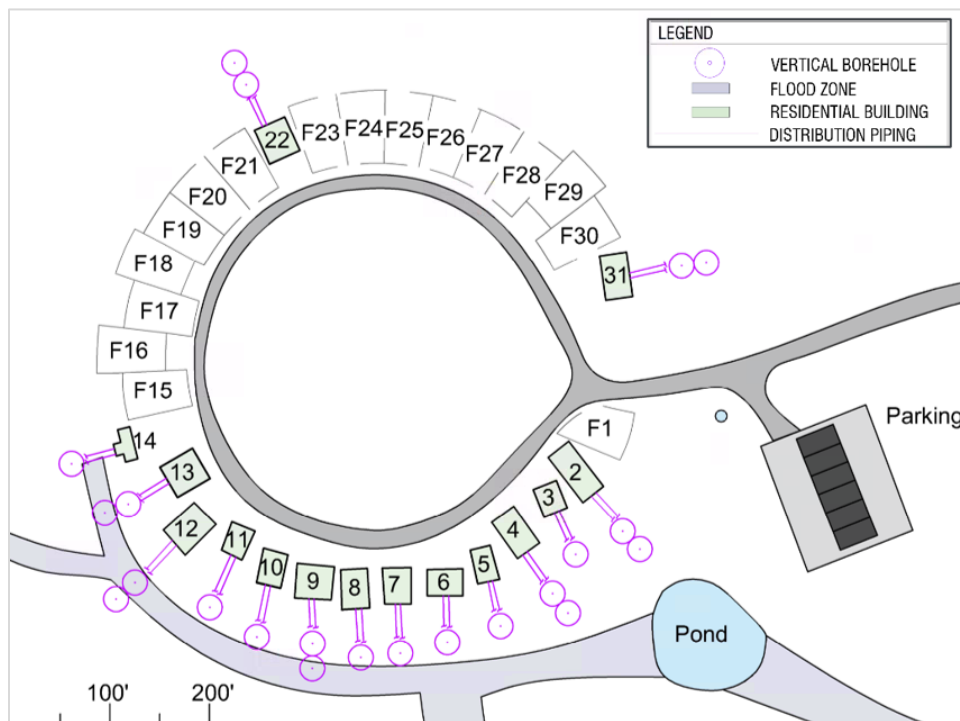 LEGEND
VERTICAL BOREHOLE
FLOOD ZONE
RESIDENTIAL BUILDING
DISTRIBUTION PIPING
22
F23
F24
F25
F26
F27
F28
F29
F30
31
F21
F20
F19
F18
F17
F16
F15
14
13
12
11
10
9
8
7
6
5
4
3
2
F1
Parking
Pond
100'
200'